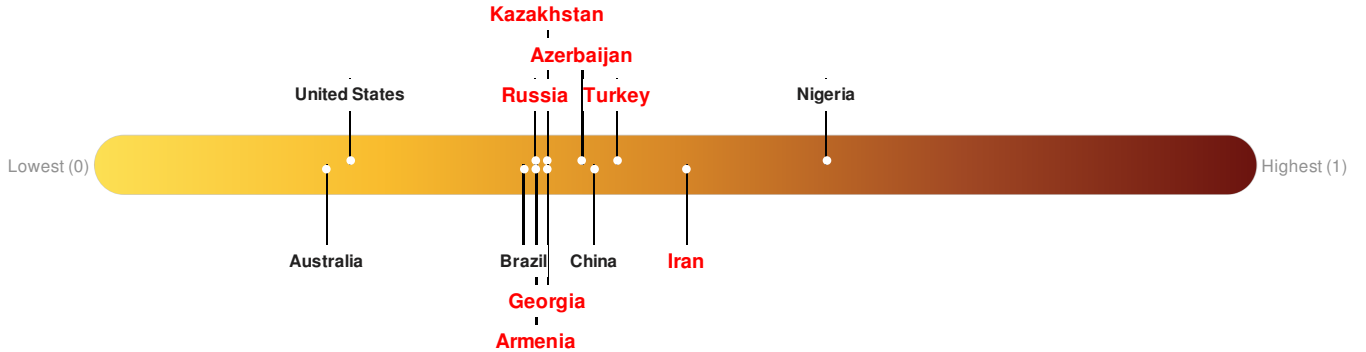 Kazakhstan
Azerbaijan
United States
Russia
Turkey
Nigeria
Lowest (0)
Highest (1)
Australia
Brazil
China
Iran
Georgia
Armenia